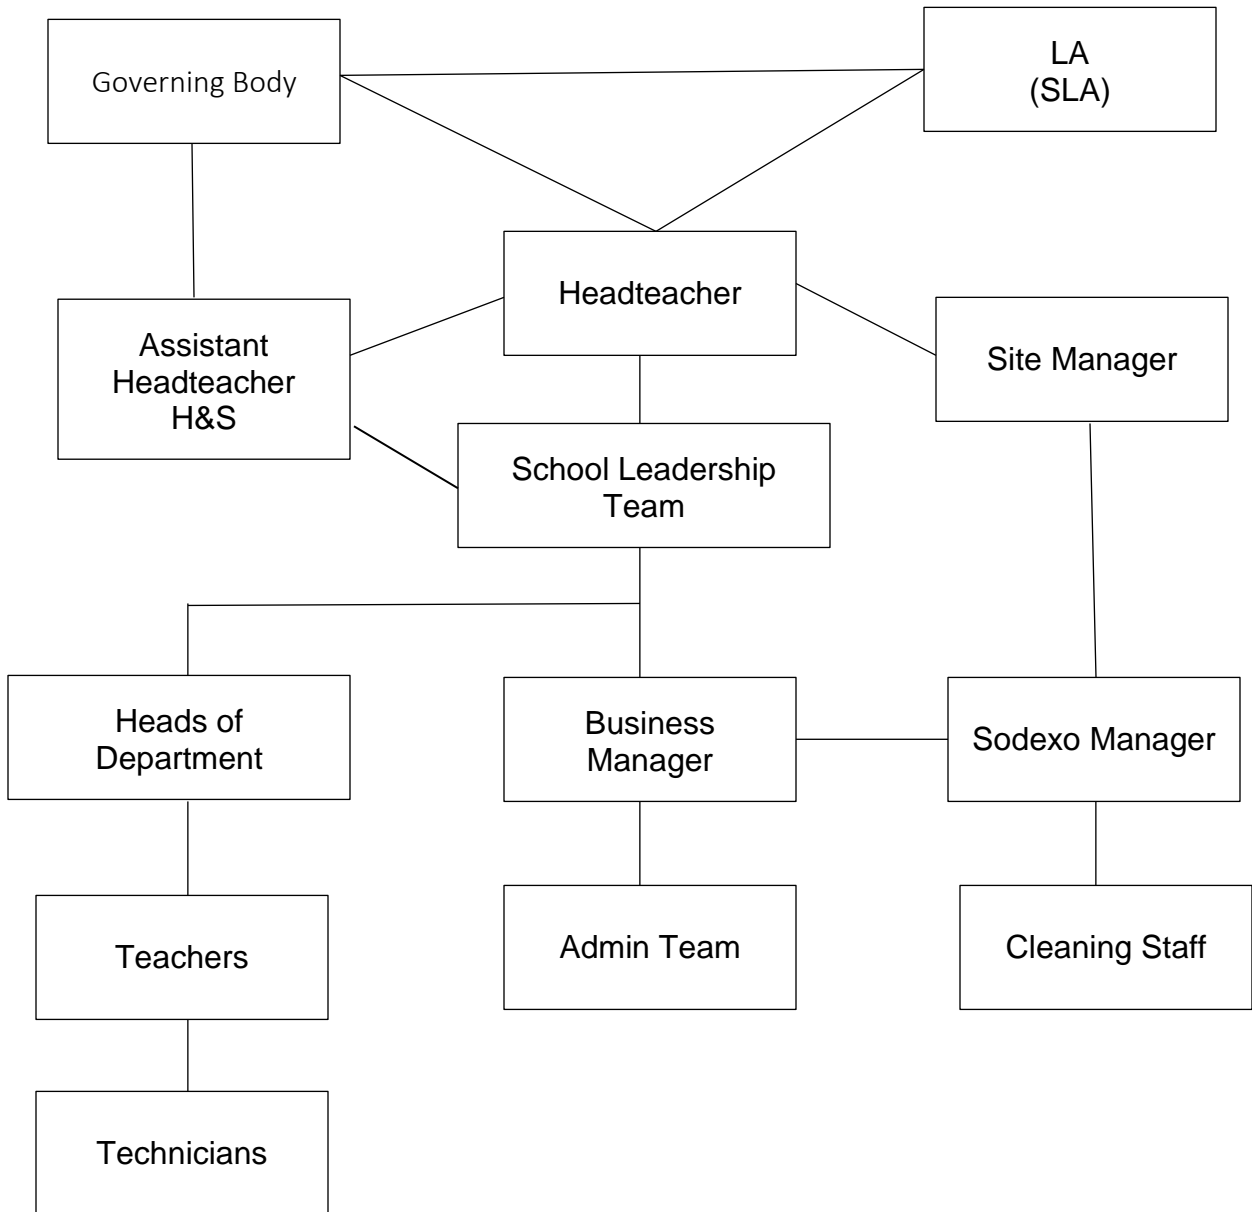 Governing Body
LA
(SLA)
Headteacher
Assistant
Headteacher
H&S
Site Manager
School Leadership
Team
Heads of
Department
Business
Manager
Sodexo Manager
Teachers
Admin Team
Cleaning Staff
Technicians